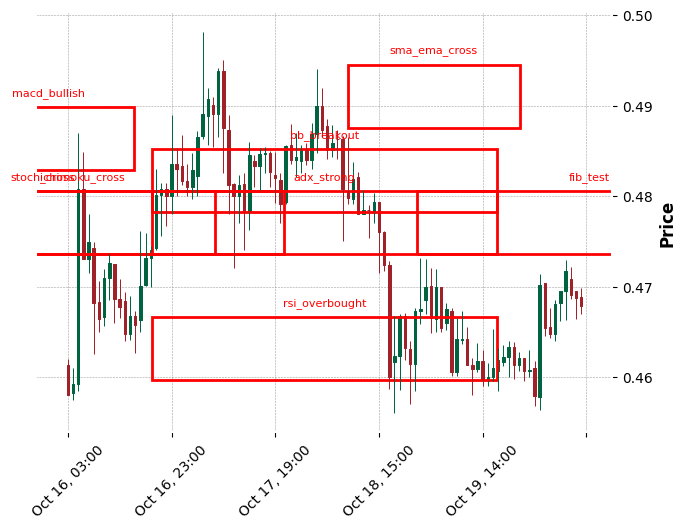 0.50
sma_ema_cross
macd_bullish
0.49
bb_breakout
stochcross
ichimoku_cross
adx_strong
fib_test
0.48
Price
0.47
rsi_overbought
0.46
Oct 16, 03:00
Oct 16, 23:00
Oct 17, 19:00
Oct 18, 15:00
Oct 19, 14:00